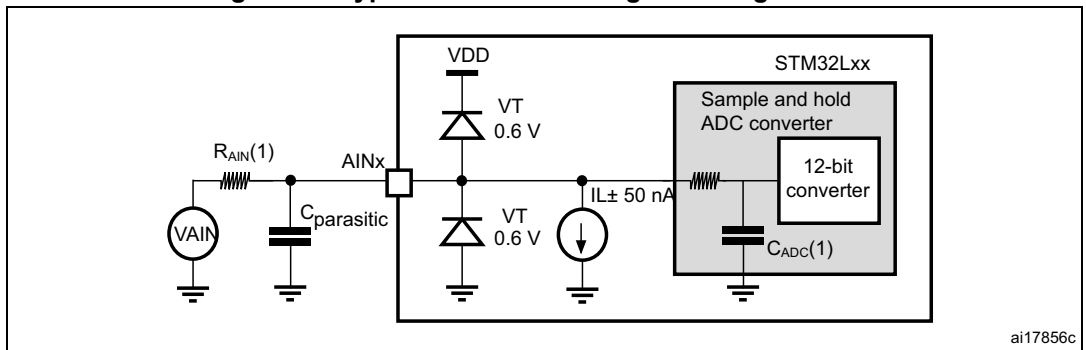 VDD
STM32Lxx
Sample and hold
ADC converter
VT
0.6 V
RAIN(1)
AINx
12-bit
converter
IL± 50 nA
Cparasitic
VT
0.6 V
VAIN
CADC(1)
ai17856c